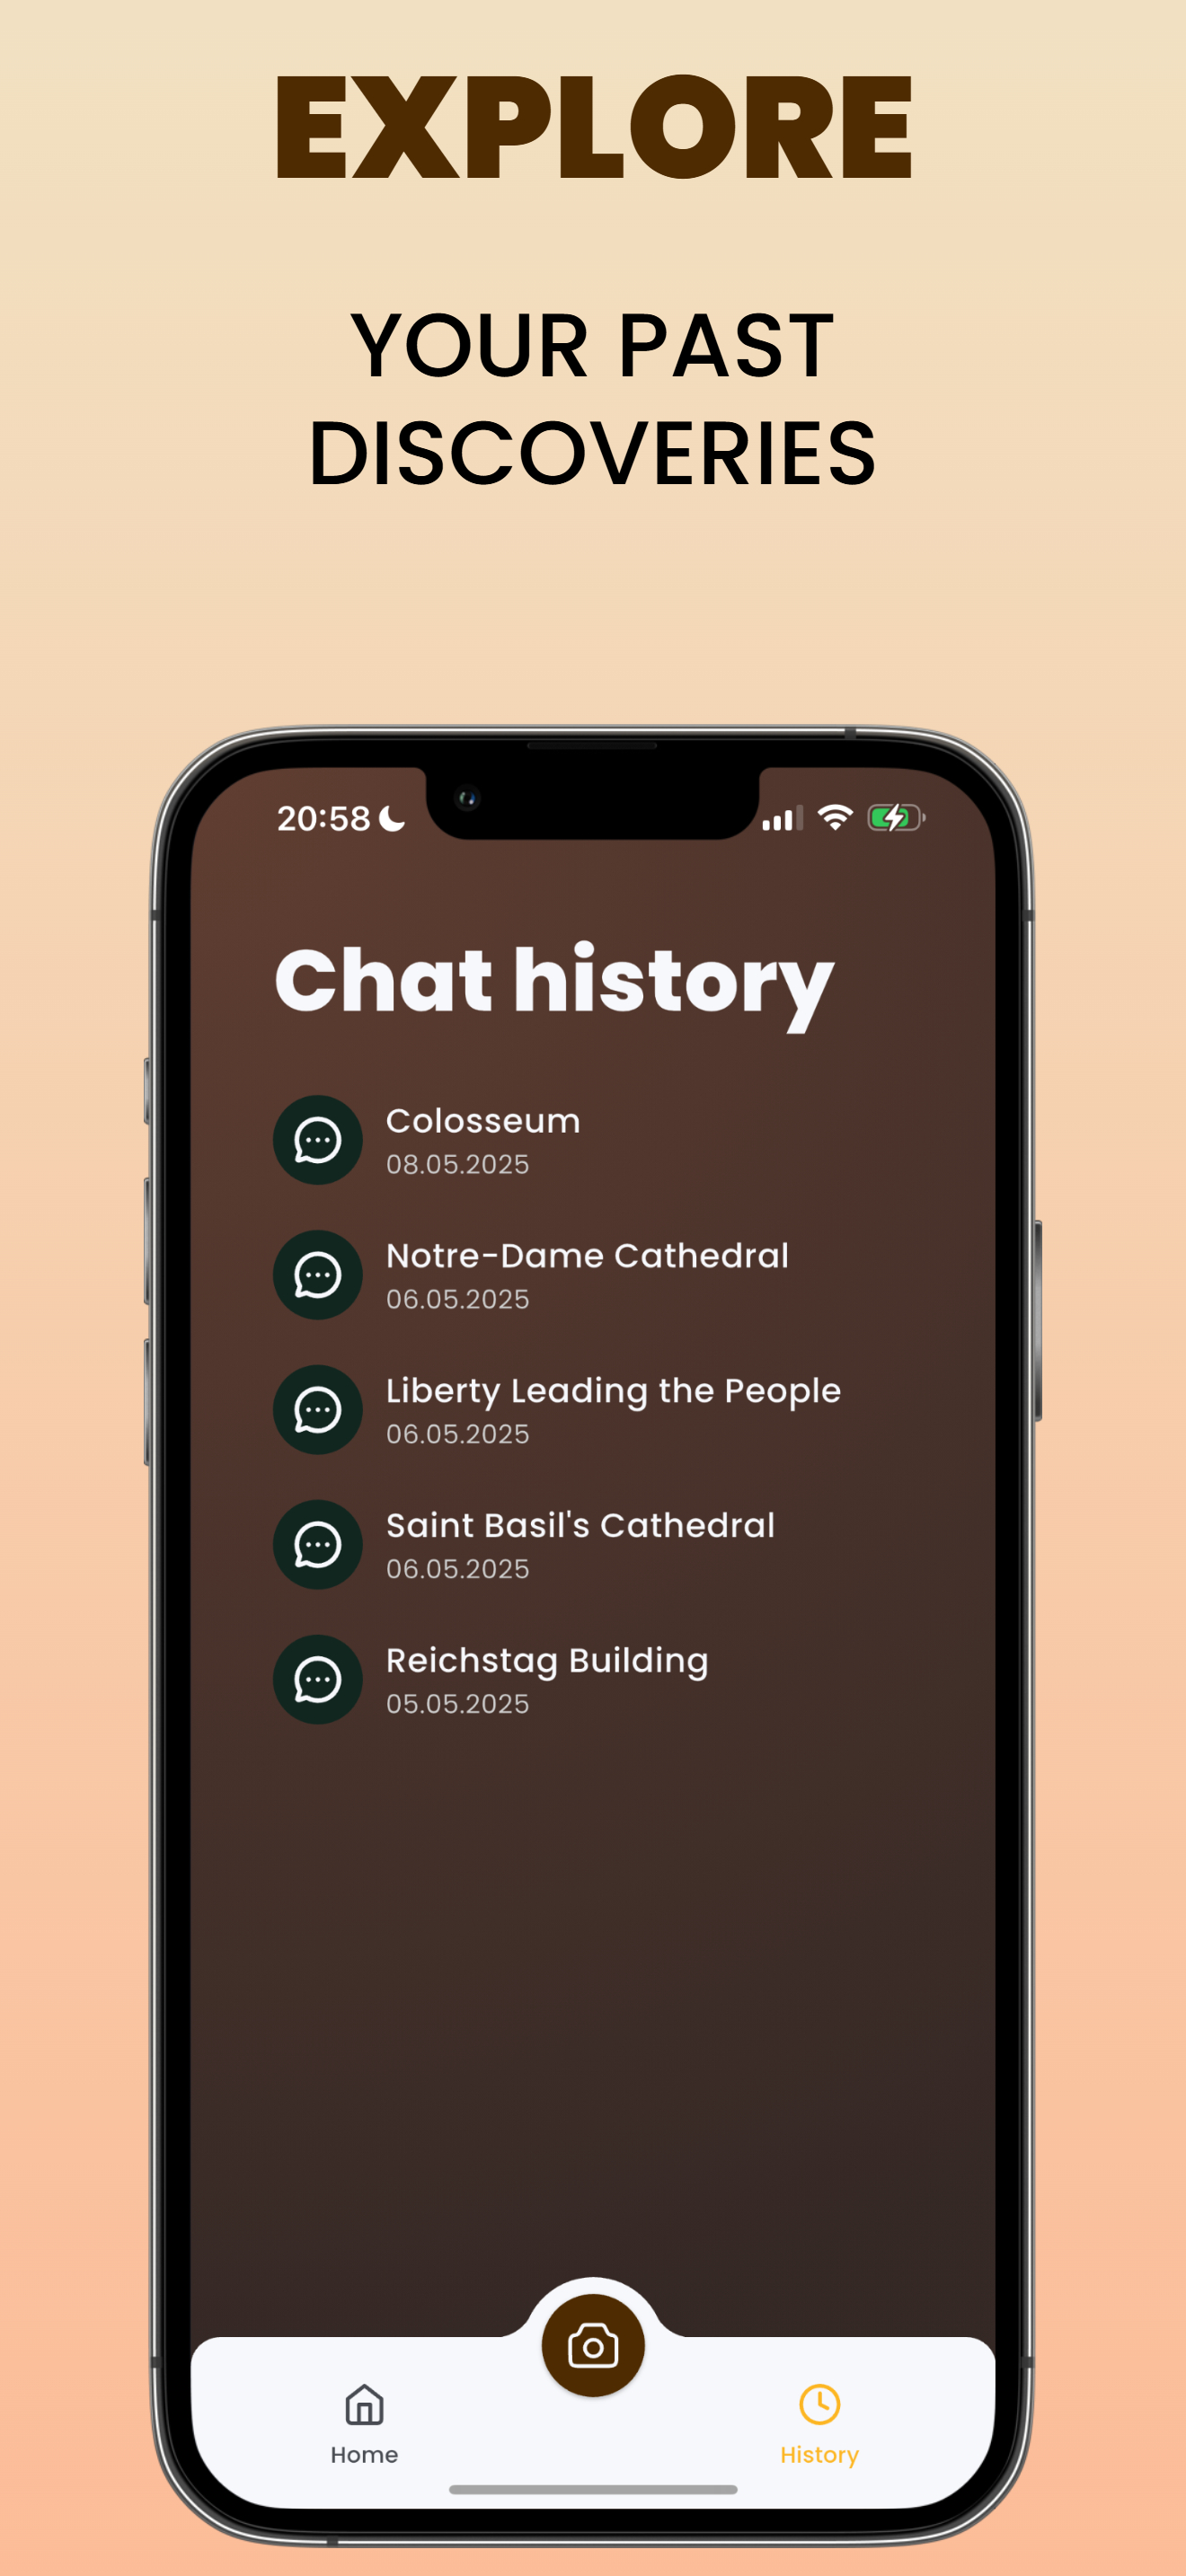 EXPLORE
YOUR PAST
DISCOVERIES
20:58
Chat history
Colosseum
08.05.2025
Notre-Dame Cathedral
06.05.2025
Liberty Leading the People
06.05.2025
Saint Basil's Cathedral
06.05.2025
Reichstag Building
05.05.2025
Home
History